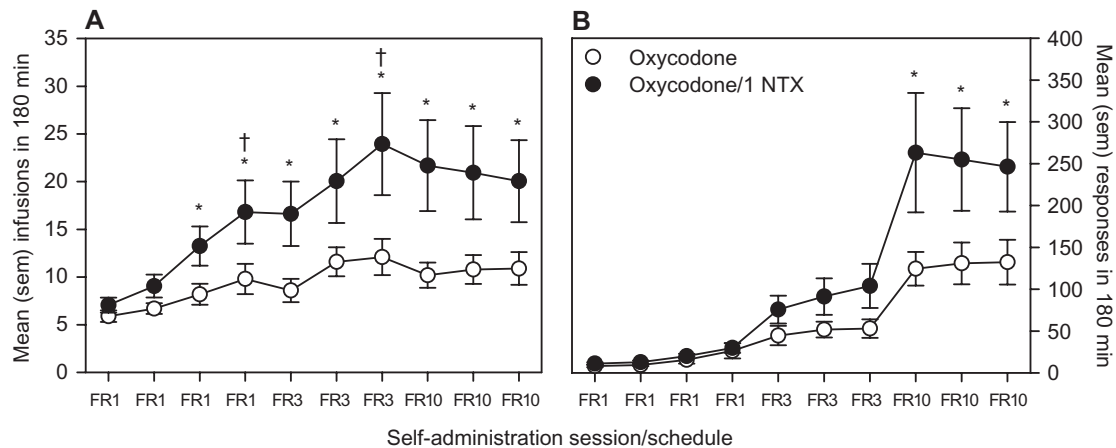 A
B
Mean (sem) infusions in 180 min
35
30
25
20
15
10
5
0
* † * * * † * * * *
FR1 FR1 FR1 FR1 FR3 FR3 FR3 FR10 FR10 FR10
Oxycodone
Oxycodone/1 NTX
* * *
400
350
300
250
200
150
100
50
0
Mean (sem) responses in 180 min
FR1 FR1 FR1 FR1 FR3 FR3 FR3 FR10 FR10 FR10
Self-administration session/schedule